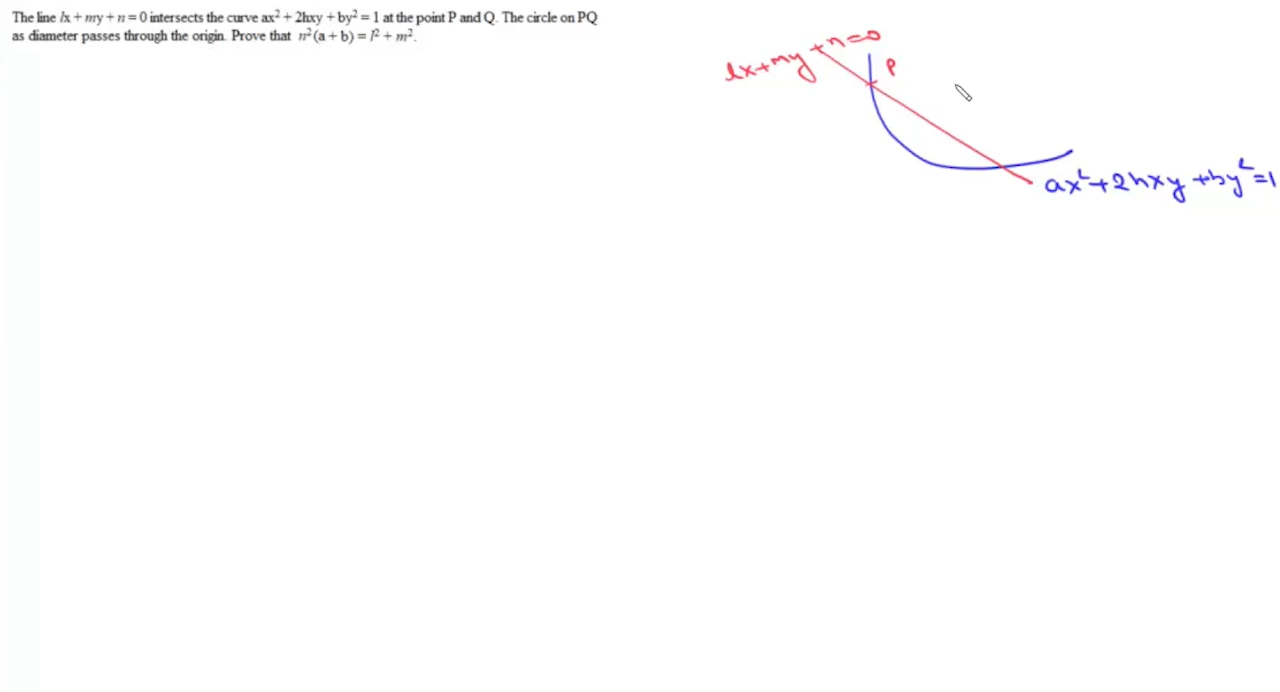 The line lx + my + n = 0 intersects the curve ax² + 2hxy + by² = 1 at the point P and Q. The circle on PQ
as diameter passes through the origin. Prove that n²(a + b) = l² + m².
lx+my+n=0
P
ax²+2hxy+by²=1